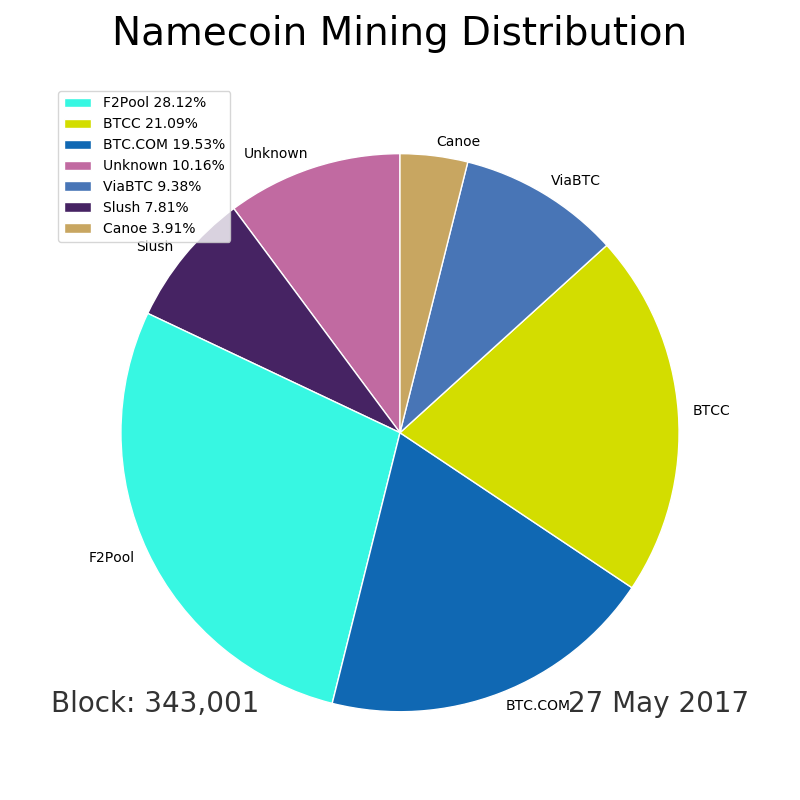 Namecoin Mining Distribution
F2Pool 28.12%
BTCC 21.09%
BTC.COM 19.53%
Unknown 10.16%
ViaBTC 9.38%
Slush 7.81%
Canoe 3.91%
Canoe
Unknown
ViaBTC
Slush
BTCC
F2Pool
BTC.COM
Block: 343,001
27 May 2017